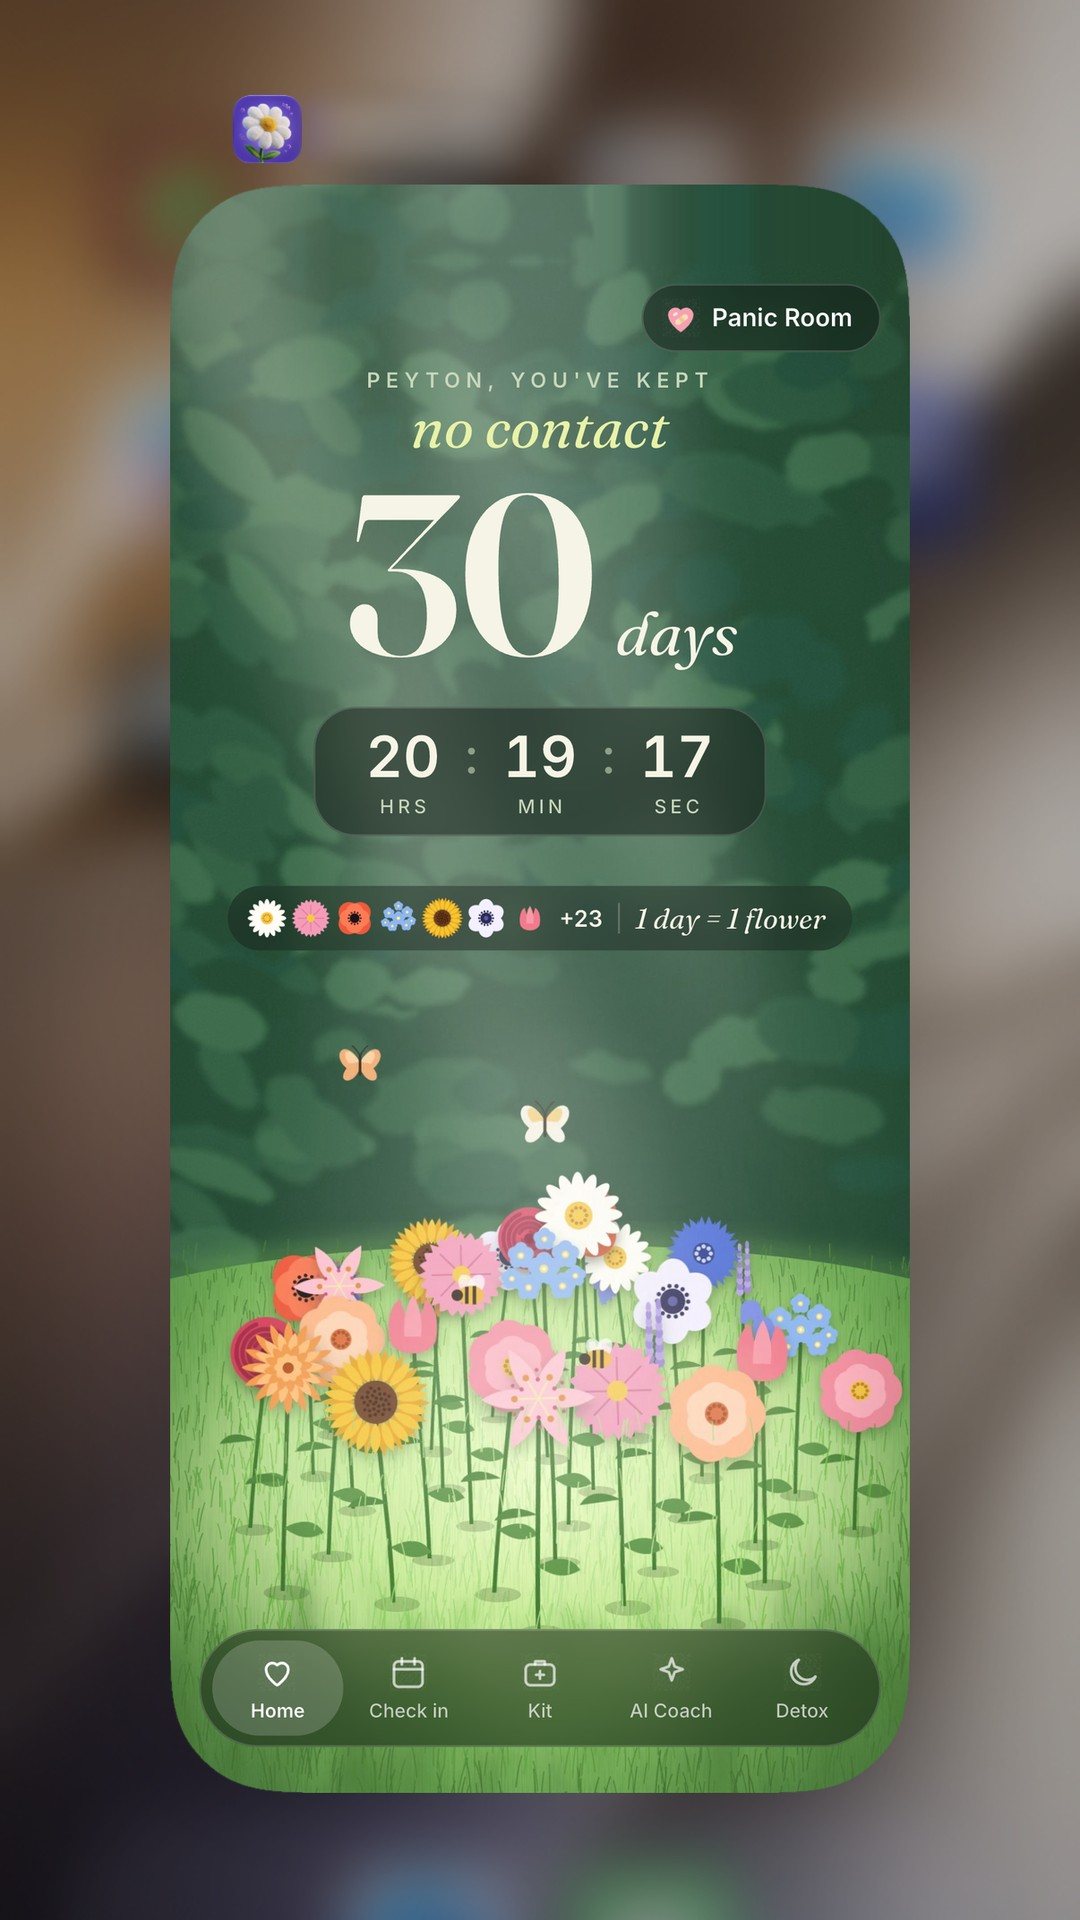 Panic Room
PEYTON, YOU'VE KEPT
no contact
30 days
20 : 19 : 17
HRS MIN SEC
+23 | 1 day = 1 flower
Home Check in Kit AI Coach Detox